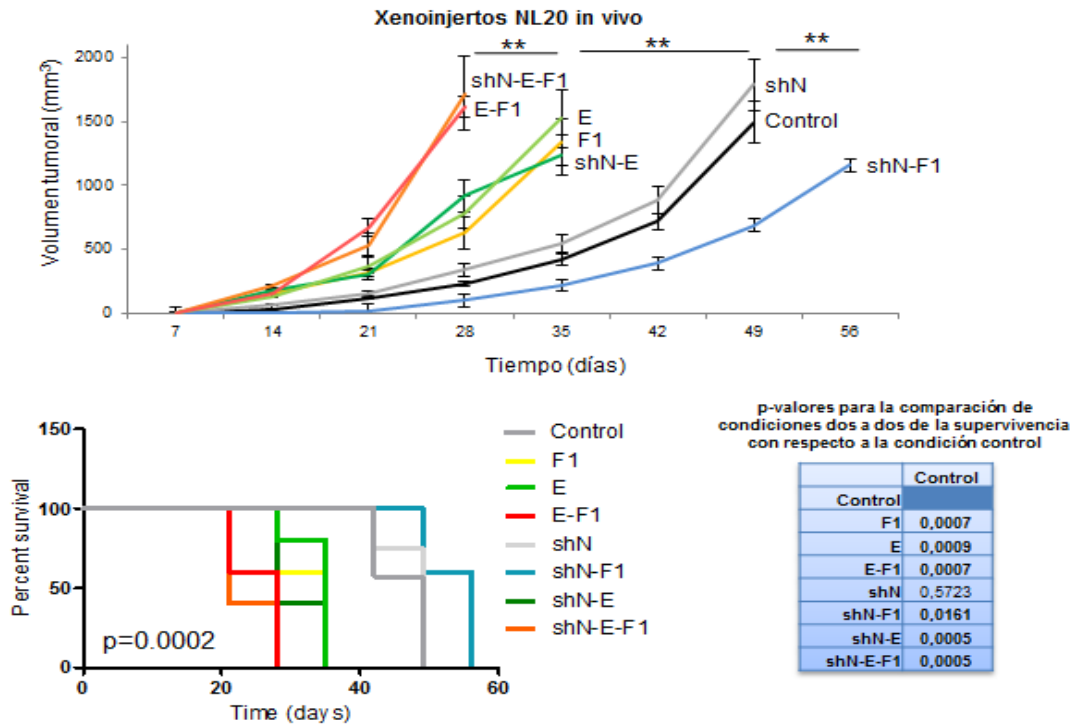 Xenoinjertos NL20 in vivo
Volumen tumoral (mm³)
2000
1500
1000
500
0
** ** **
shN-E-F1
E-F1
E
F1
shN-E
shN
Control
shN-F1
7 14 21 28 35 42 49 56
Tiempo (días)
Percent survival
150
100
50
0
p=0.0002
0 20 40 60
Time (days)
Control
F1
E
E-F1
shN
shN-F1
shN-E
shN-E-F1
p-valores para la comparación de
condiciones dos a dos de la supervivencia
con respecto a la condición control
Control
Control
F1 0,0007
E 0,0009
E-F1 0,0007
shN 0,5723
shN-F1 0,0161
shN-E 0,0005
shN-E-F1 0,0005